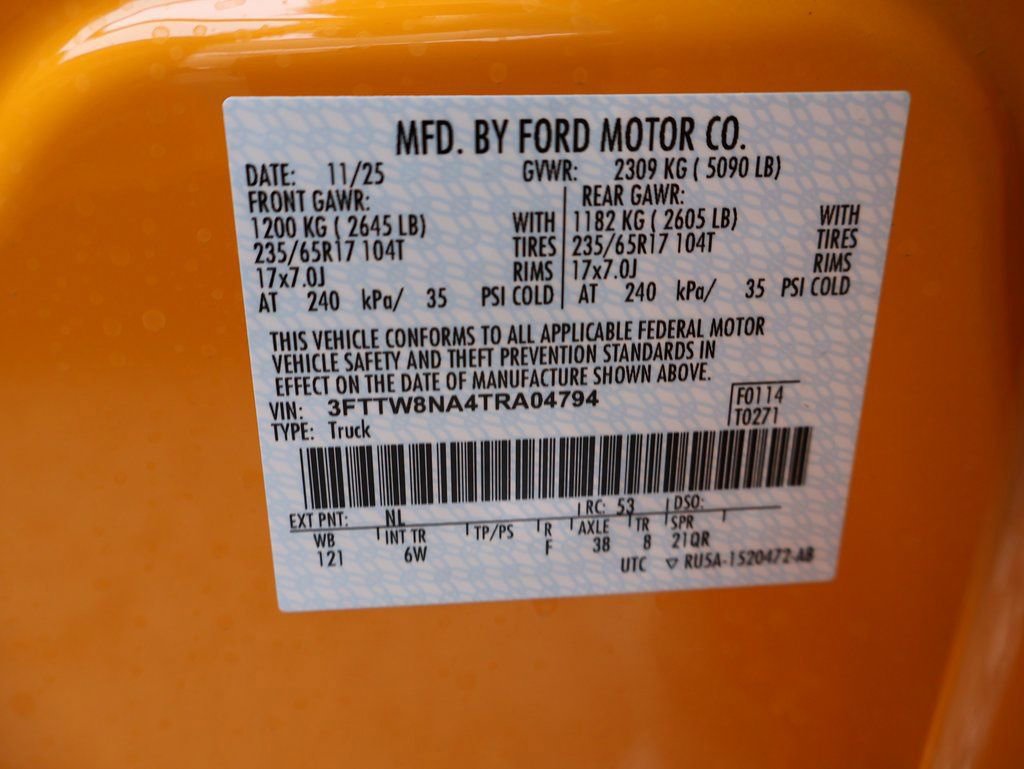 MFD. BY FORD MOTOR CO.
DATE: 11/25 GVWR: 2309 KG ( 5090 LB)
FRONT GAWR: REAR GAWR:
1200 KG ( 2645 LB) WITH 1182 KG ( 2605 LB) WITH
235/65R17 104T TIRES 235/65R17 104T TIRES
17x7.0J RIMS 17x7.0J RIMS
AT 240 kPa/ 35 PSI COLD AT 240 kPa/ 35 PSI COLD
THIS VEHICLE CONFORMS TO ALL APPLICABLE FEDERAL MOTOR
VEHICLE SAFETY AND THEFT PREVENTION STANDARDS IN
EFFECT ON THE DATE OF MANUFACTURE SHOWN ABOVE.
VIN: 3FTTW8NA4TRA04794 F0114
TYPE: Truck T0271
EXT PNT: NL RC: 53 DSO:
WB INT TR TP/PS R AXLE TR SPR
121 6W F 38 8 21QR
UTC ▽ RU5A-1520472-AB